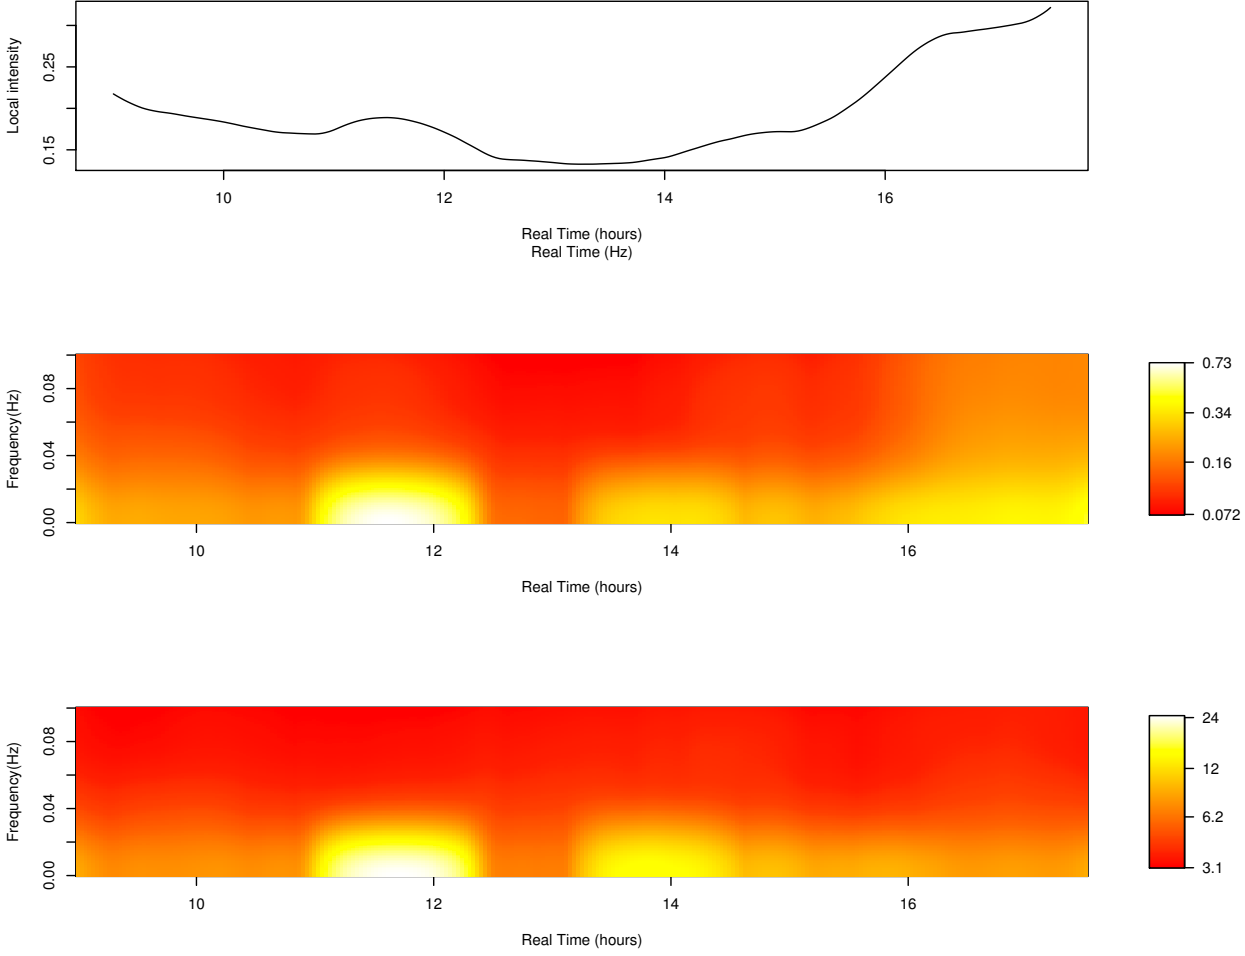 Local intensity
0.25
0.15
10 12 14 16
Real Time (hours)
Real Time (Hz)
Frequency(Hz)
0.08
0.04
0.00
10 12 14 16
Real Time (hours)
0.73
0.34
0.16
0.072
Frequency(Hz)
0.08
0.04
0.00
10 12 14 16
Real Time (hours)
24
12
6.2
3.1